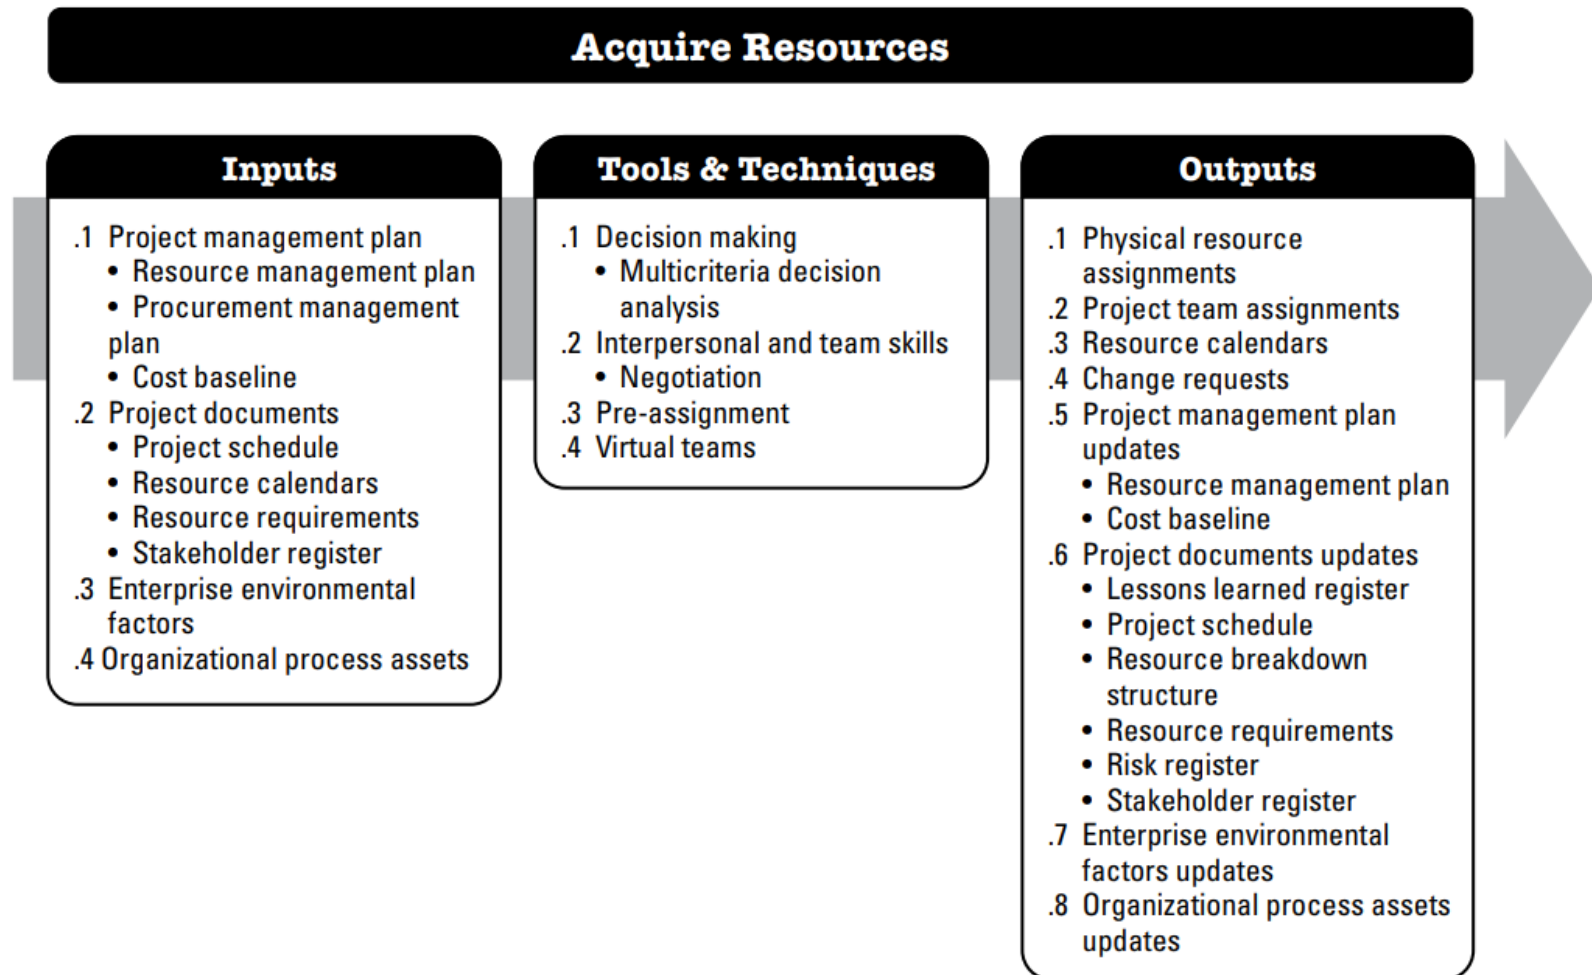 Acquire Resources
Inputs
.1 Project management plan
• Resource management plan
• Procurement management
plan
• Cost baseline
.2 Project documents
• Project schedule
• Resource calendars
• Resource requirements
• Stakeholder register
.3 Enterprise environmental
factors
.4 Organizational process assets
Tools & Techniques
.1 Decision making
• Multicriteria decision
analysis
.2 Interpersonal and team skills
• Negotiation
.3 Pre-assignment
.4 Virtual teams
Outputs
.1 Physical resource
assignments
.2 Project team assignments
.3 Resource calendars
.4 Change requests
.5 Project management plan
updates
• Resource management plan
• Cost baseline
.6 Project documents updates
• Lessons learned register
• Project schedule
• Resource breakdown
structure
• Resource requirements
• Risk register
• Stakeholder register
.7 Enterprise environmental
factors updates
.8 Organizational process assets
updates